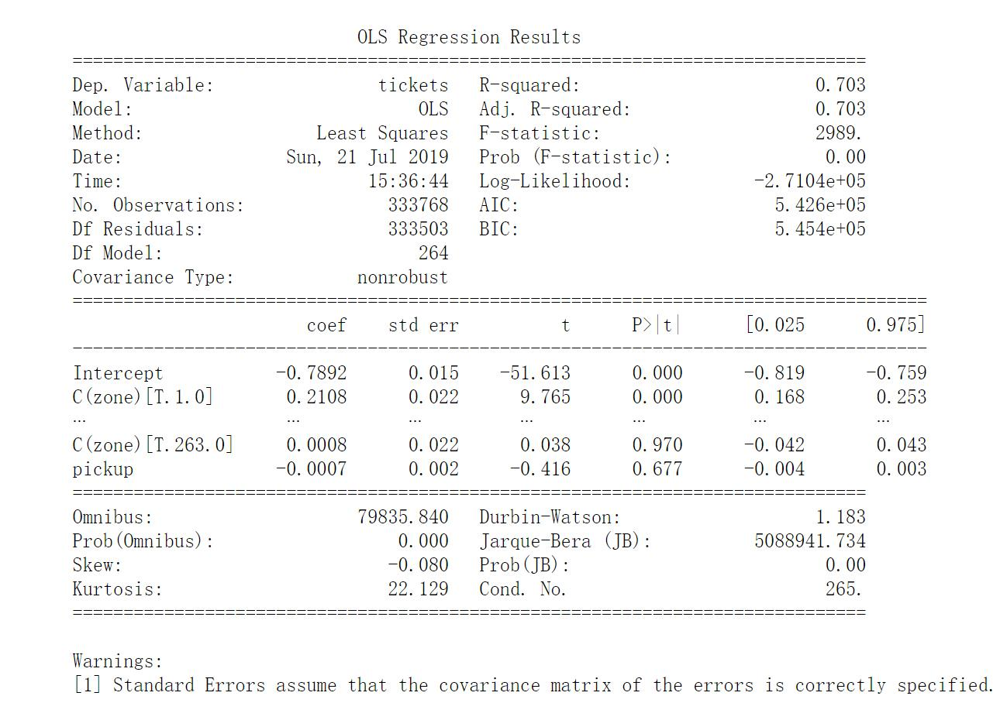 OLS Regression Results
==============================================================================
Dep. Variable: tickets R-squared: 0.703
Model: OLS Adj. R-squared: 0.703
Method: Least Squares F-statistic: 2989.
Date: Sun, 21 Jul 2019 Prob (F-statistic): 0.00
Time: 15:36:44 Log-Likelihood: -2.7104e+05
No. Observations: 333768 AIC: 5.426e+05
Df Residuals: 333503 BIC: 5.454e+05
Df Model: 264
Covariance Type: nonrobust
====================================================================================
coef std err t P>|t| [0.025 0.975]
------------------------------------------------------------------------------------
Intercept -0.7892 0.015 -51.613 0.000 -0.819 -0.759
C(zone)[T.1.0] 0.2108 0.022 9.765 0.000 0.168 0.253
... ... ... ... ... ... ...
C(zone)[T.263.0] 0.0008 0.022 0.038 0.970 -0.042 0.043
pickup -0.0007 0.002 -0.416 0.677 -0.004 0.003
==============================================================================
Omnibus: 79835.840 Durbin-Watson: 1.183
Prob(Omnibus): 0.000 Jarque-Bera (JB): 5088941.734
Skew: -0.080 Prob(JB): 0.00
Kurtosis: 22.129 Cond. No. 265.
==============================================================================
Warnings:
[1] Standard Errors assume that the covariance matrix of the errors is correctly specified.